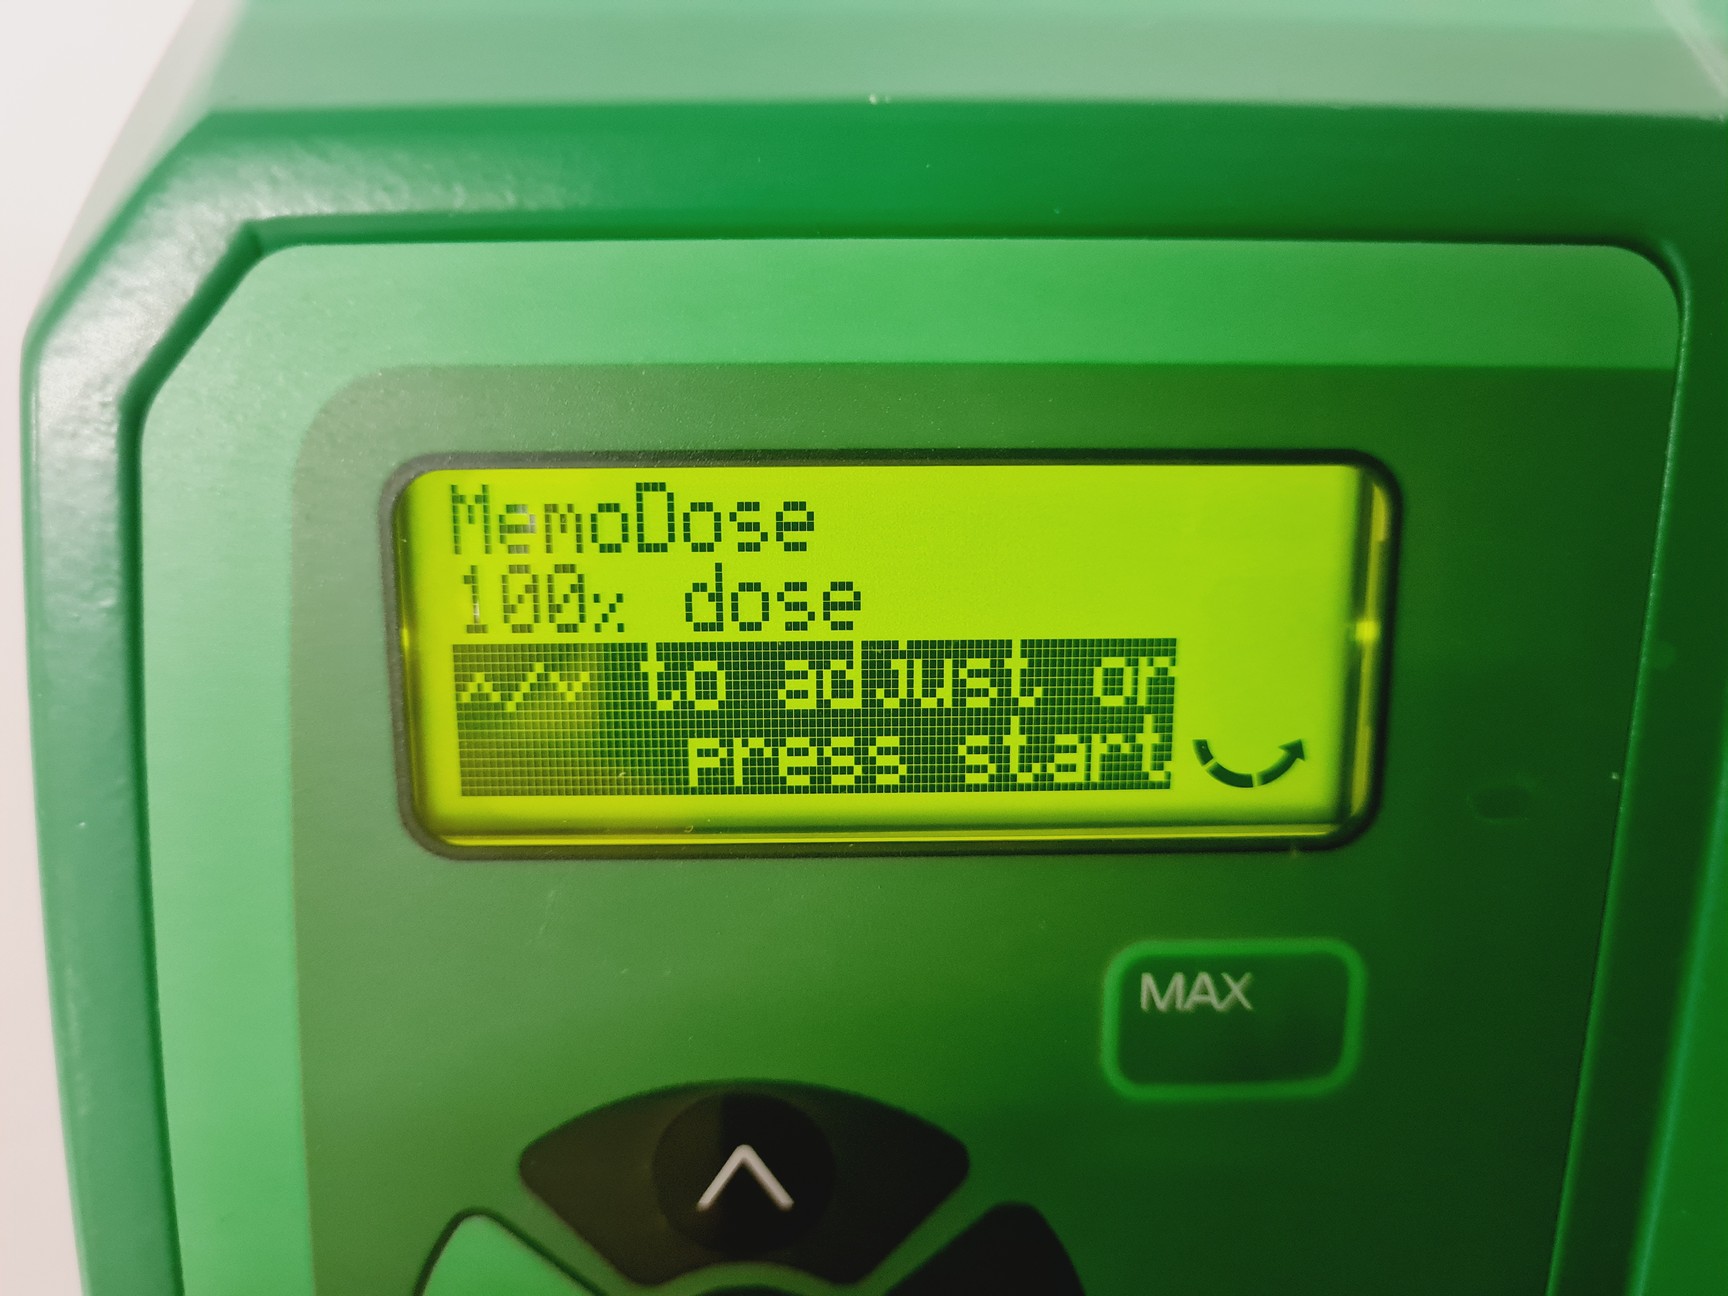 MemoDose
100% dose
∧/∨ to adjust or
press start
MAX